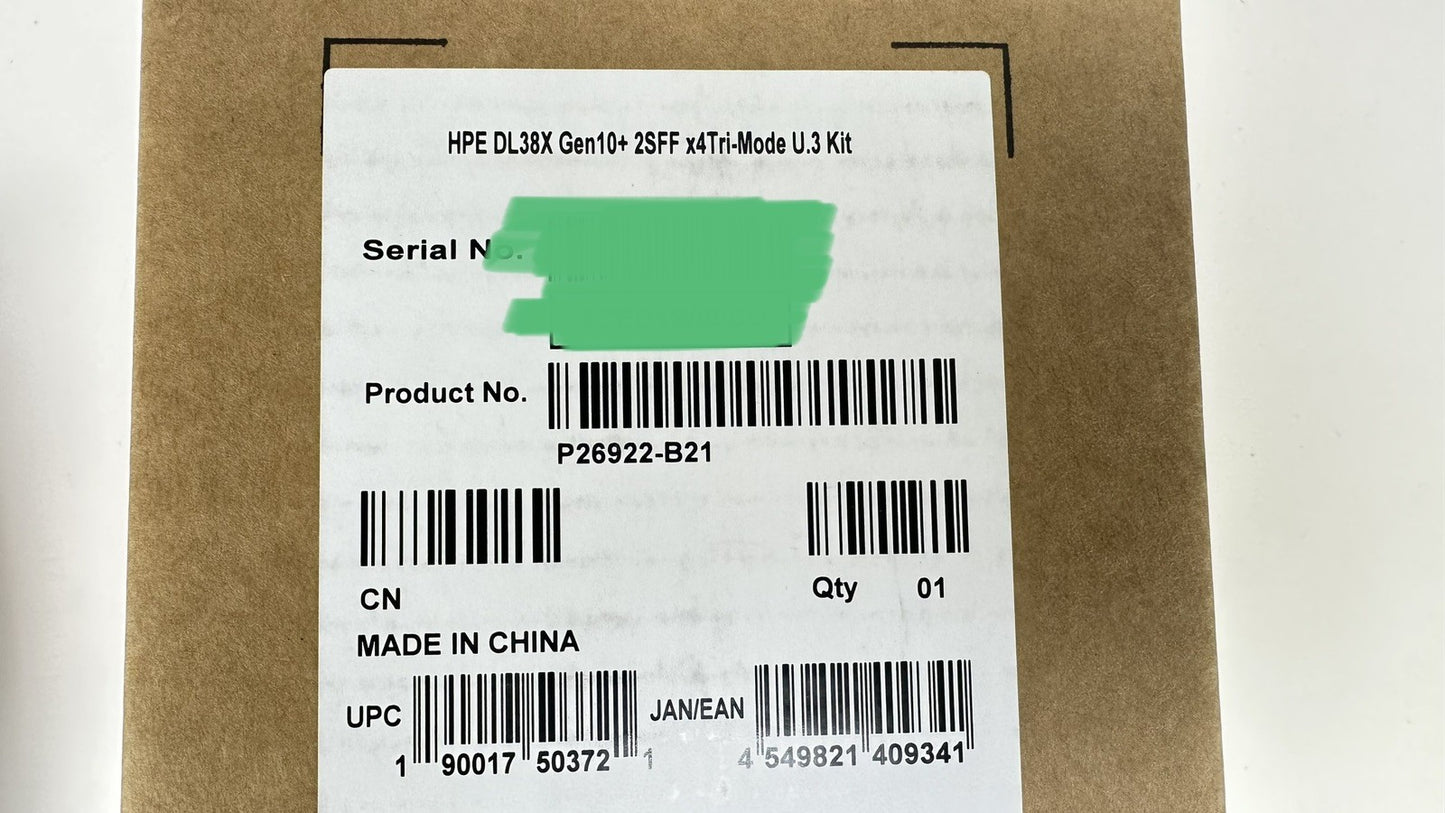 HPE DL38X Gen10+ 2SFF x4Tri-Mode U.3 Kit
Serial No.
Product No.
P26922-B21
CN
Qty 01
MADE IN CHINA
UPC
1 90017 50372 1
JAN/EAN
4 549821 409341